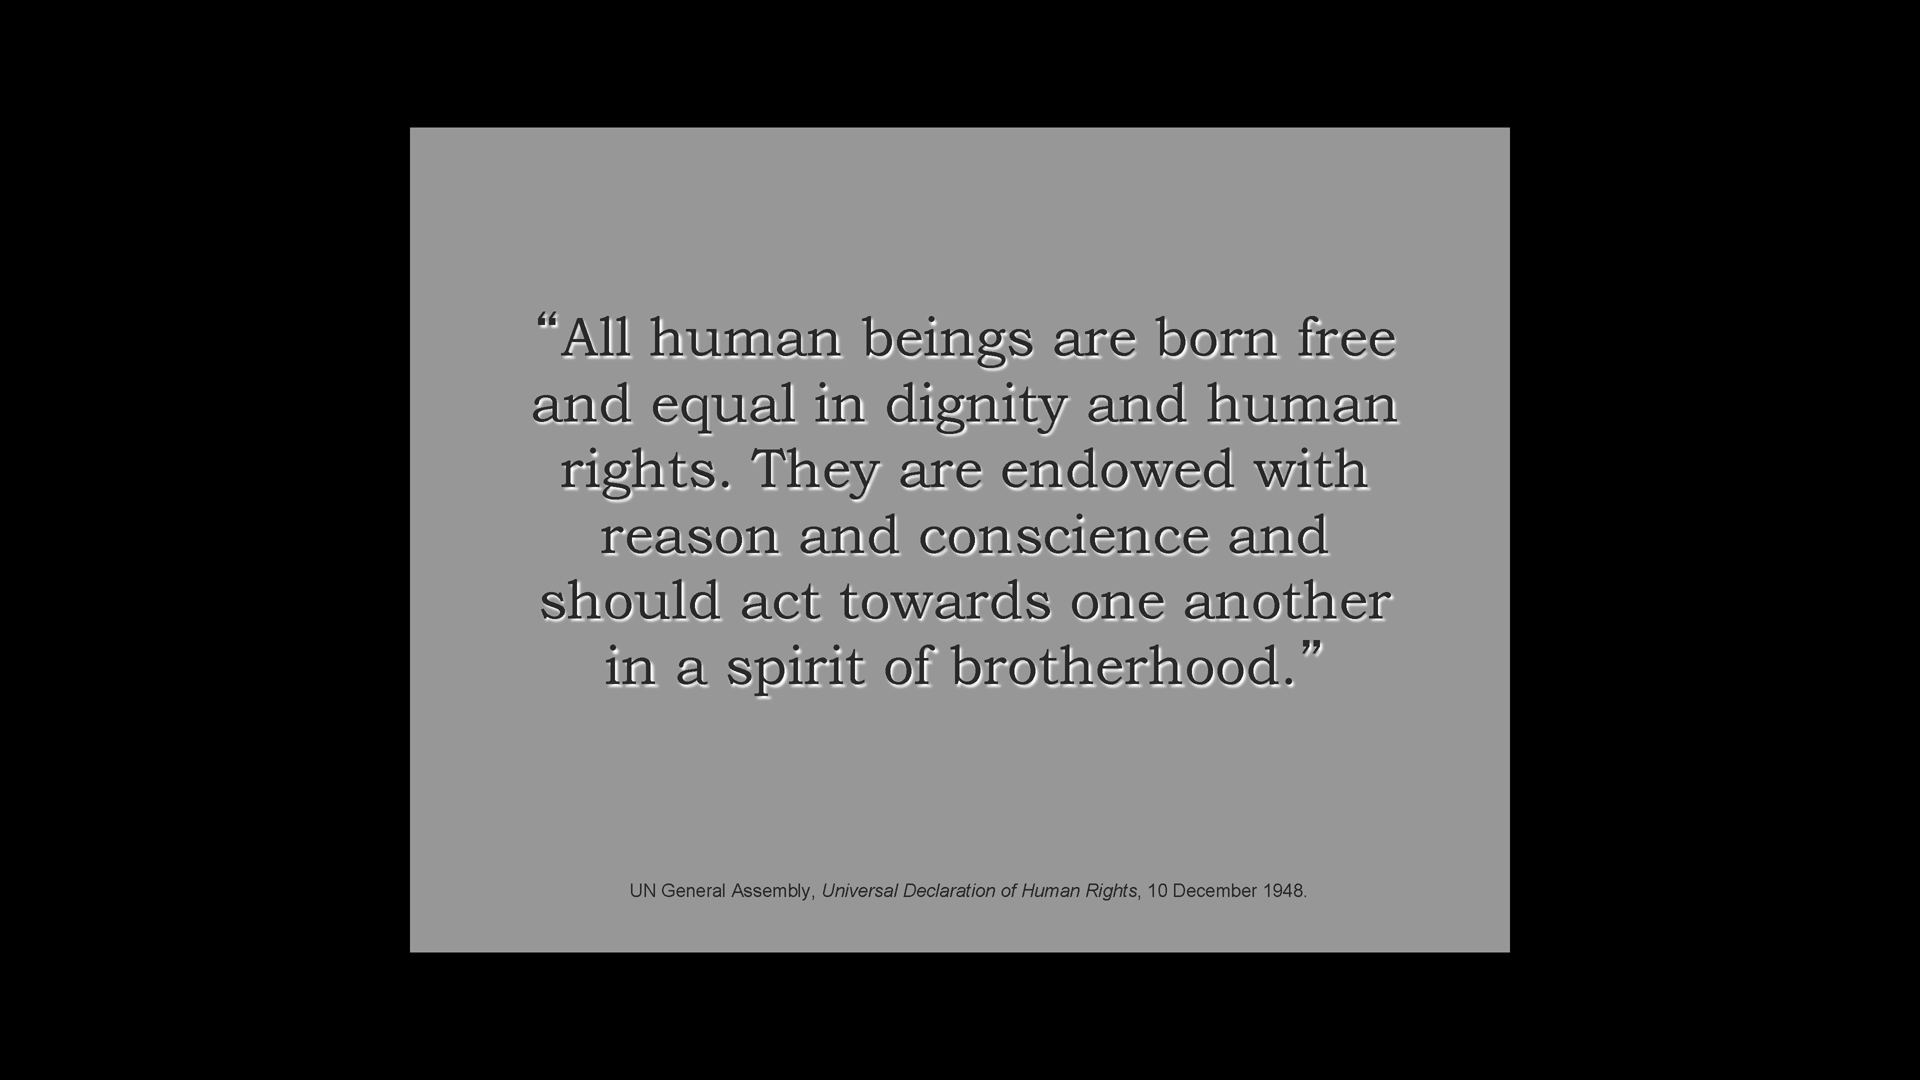 “All human beings are born free
and equal in dignity and human
rights. They are endowed with
reason and conscience and
should act towards one another
in a spirit of brotherhood.”
UN General Assembly, Universal Declaration of Human Rights, 10 December 1948.